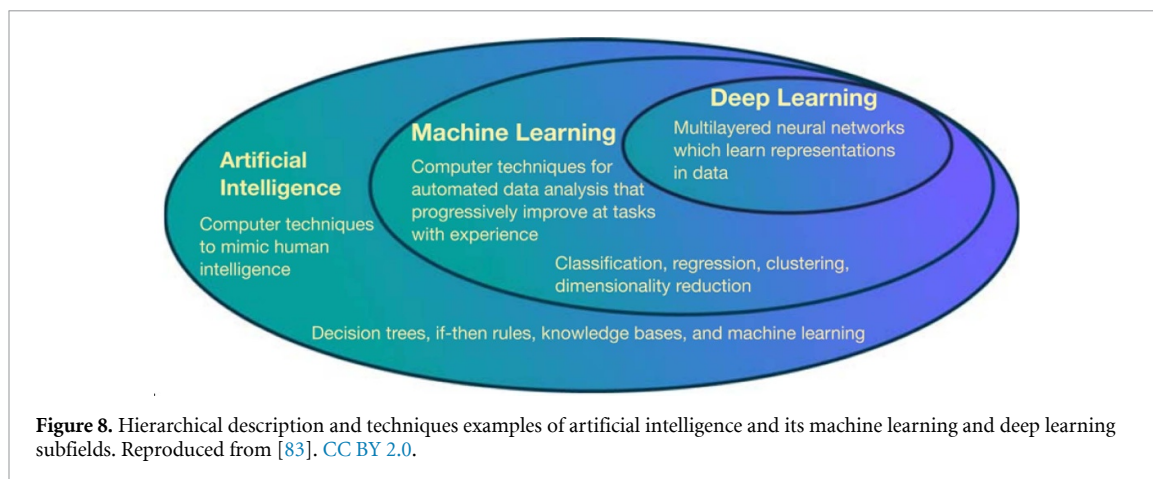 Artificial
Intelligence
Computer techniques
to mimic human
intelligence
Machine Learning
Computer techniques for
automated data analysis that
progressively improve at tasks
with experience
Deep Learning
Multilayered neural networks
which learn representations
in data
Classification, regression, clustering,
dimensionality reduction
Decision trees, if-then rules, knowledge bases, and machine learning
Figure 8. Hierarchical description and techniques examples of artificial intelligence and its machine learning and deep learning
subfields. Reproduced from [83]. CC BY 2.0.